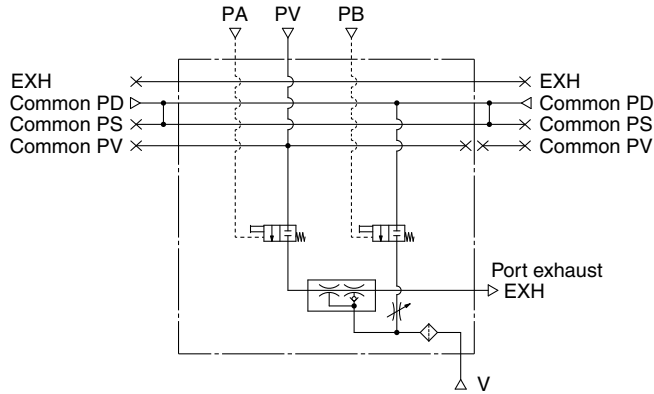 PA PV PB
EXH EXH
Common PD Common PD
Common PS Common PS
Common PV Common PV
Port exhaust
EXH
V